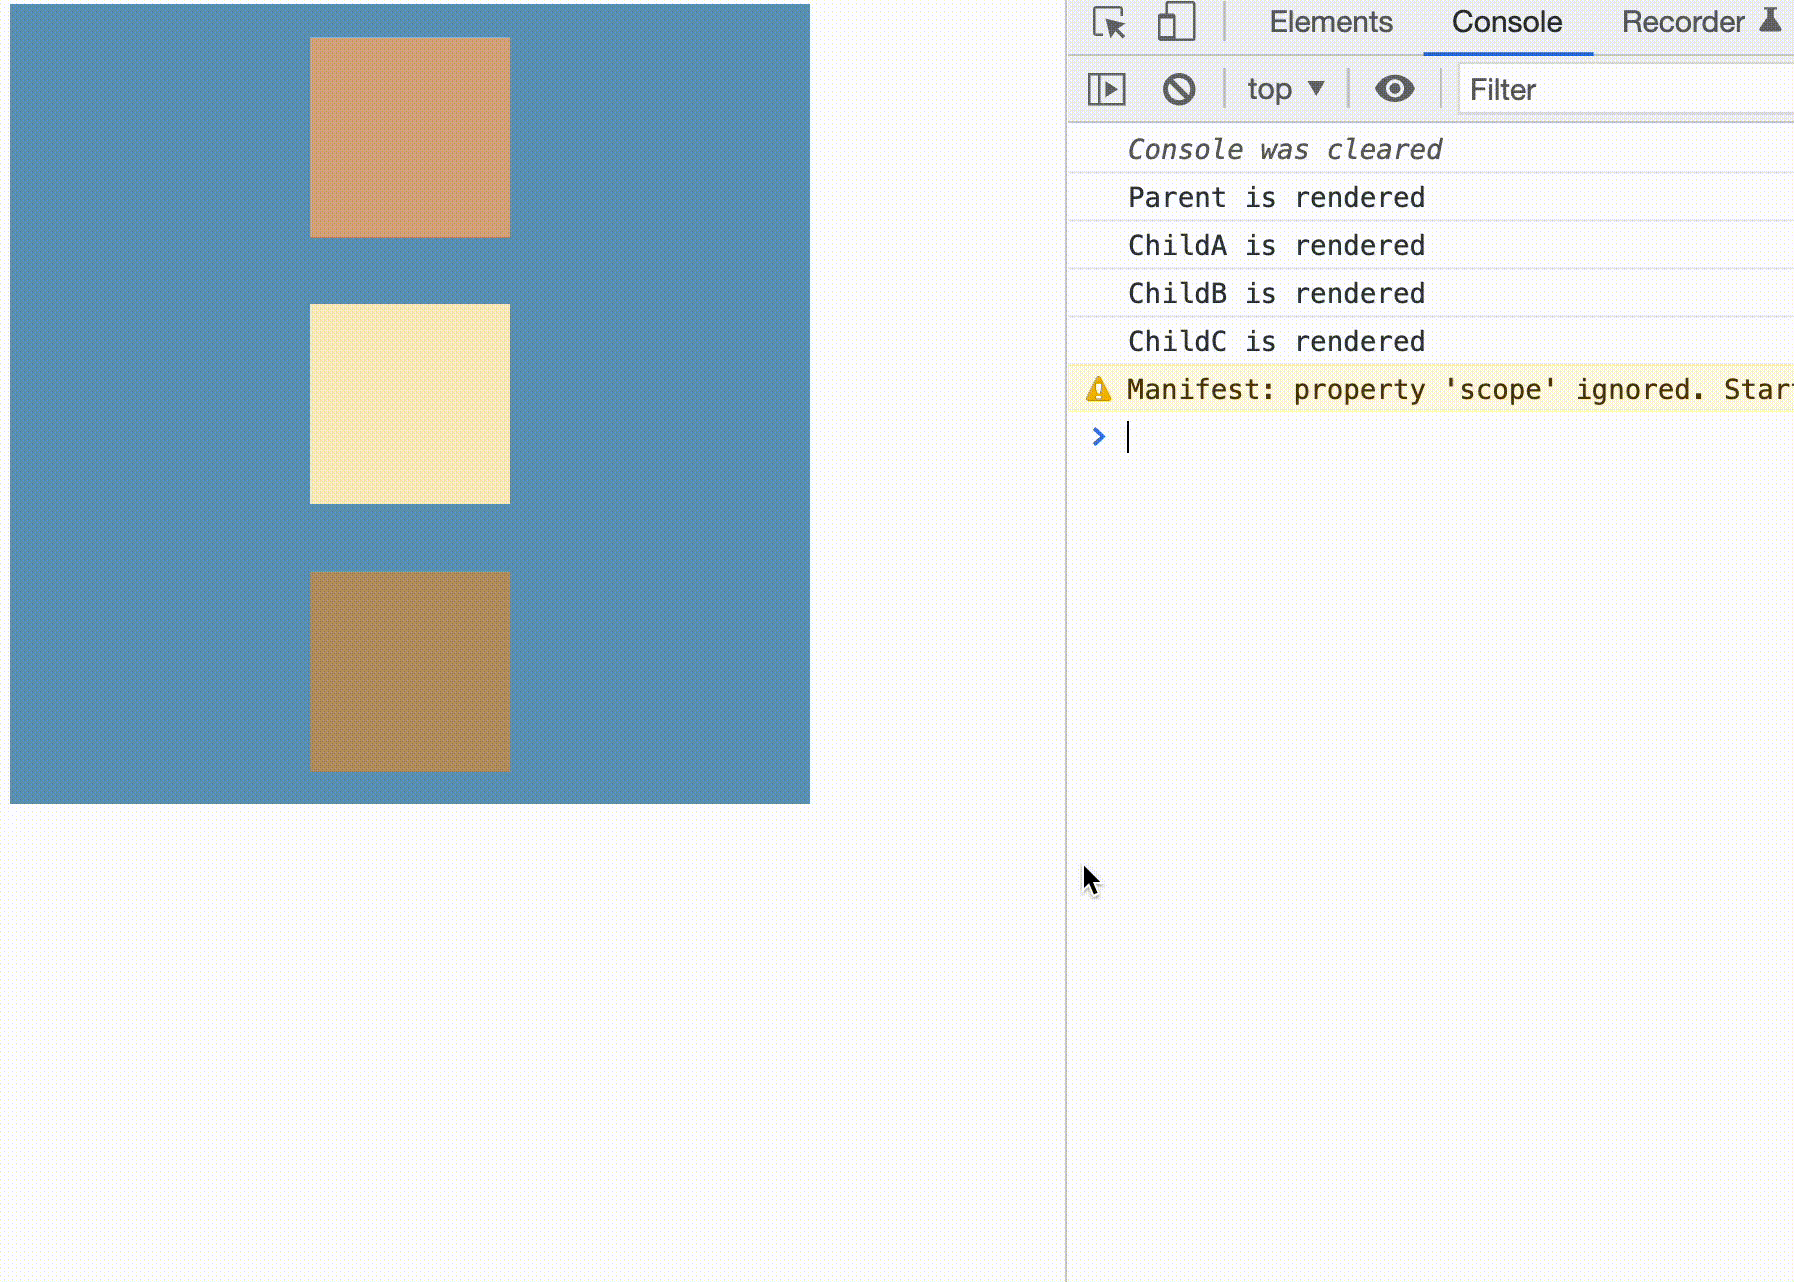 Elements Console Recorder
top ▼ Filter
Console was cleared
Parent is rendered
ChildA is rendered
ChildB is rendered
ChildC is rendered
Manifest: property 'scope' ignored. Star
>